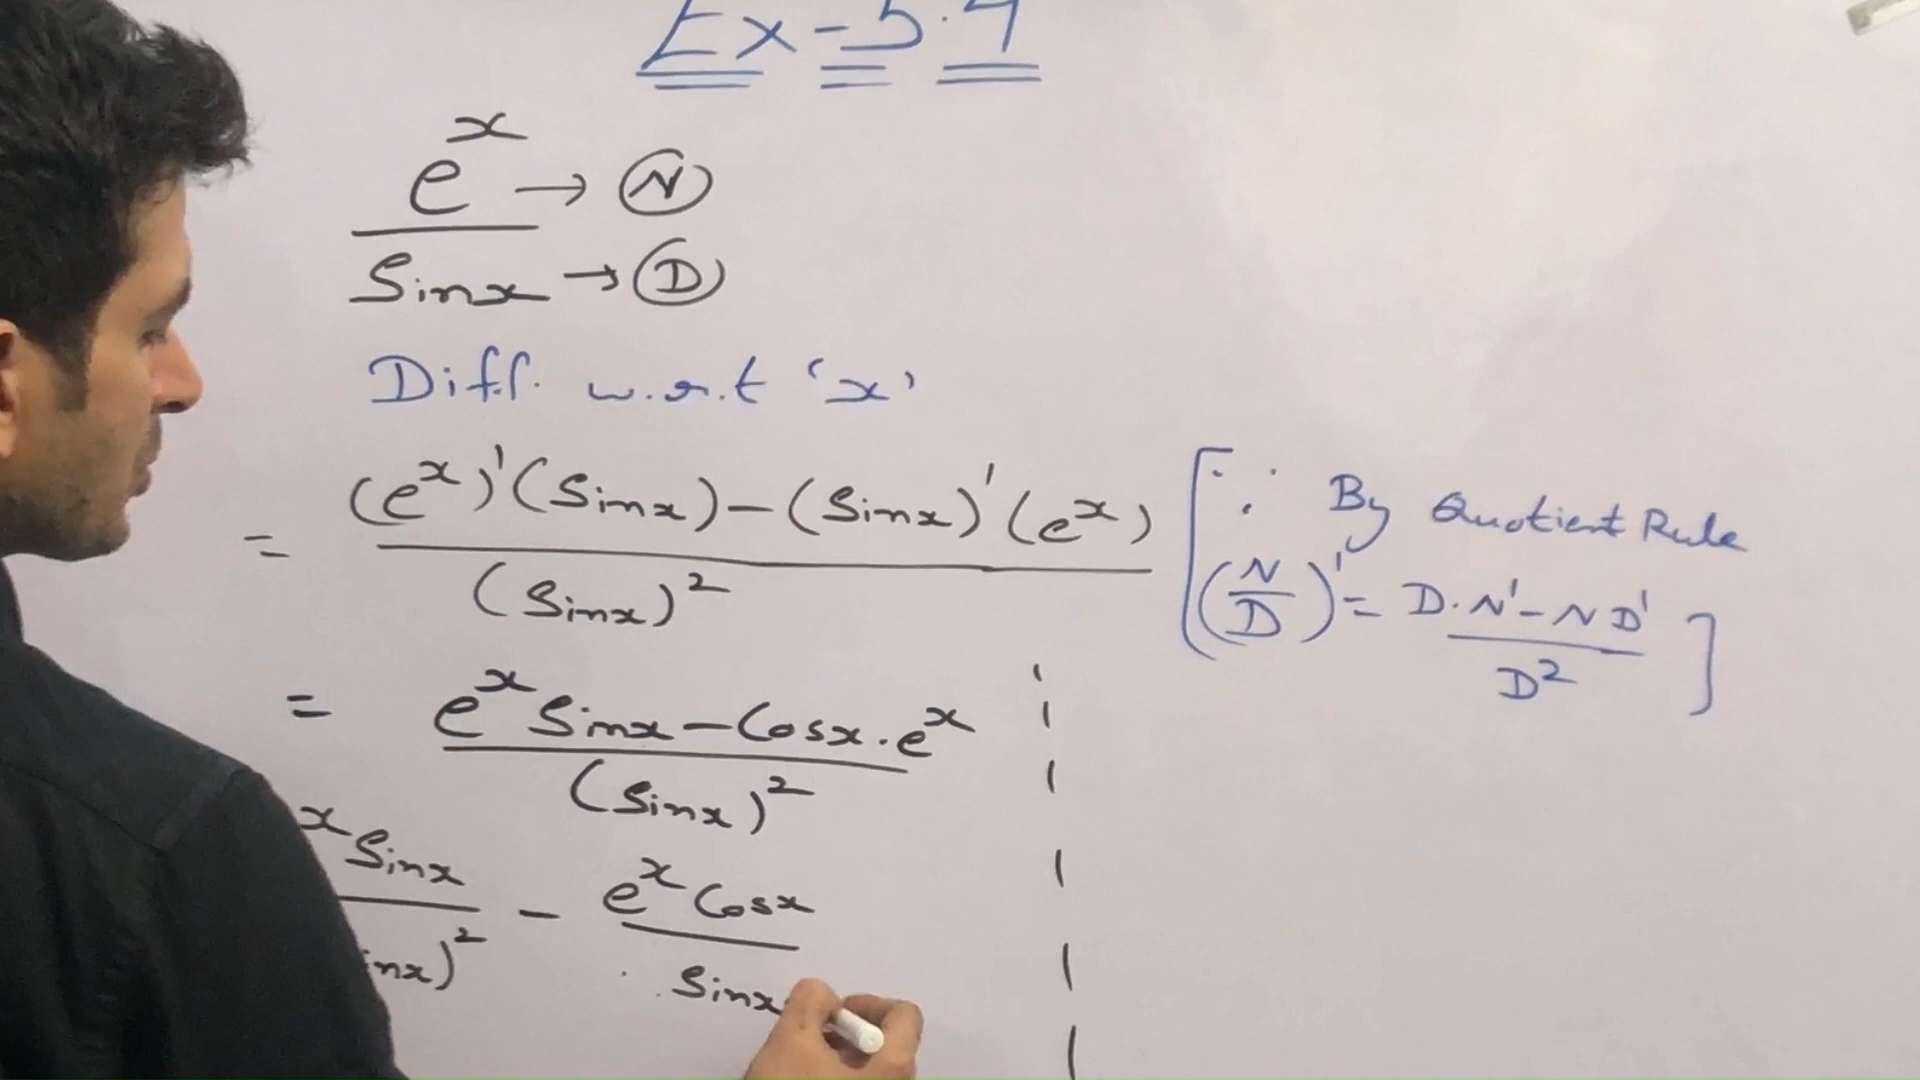 Ex-5.4
e^x → N
Sinx → D
Diff. w.r.t 'x'
= (e^x)'(Sinx) - (Sinx)'(e^x)
(Sinx)^2
[∵ By Quotient Rule
(N/D)' = D.N' - ND'
D^2 ]
= e^x Sinx - Cosx . e^x
(Sinx)^2
x Sinx - e^x Cosx
inx)^2 Sinx